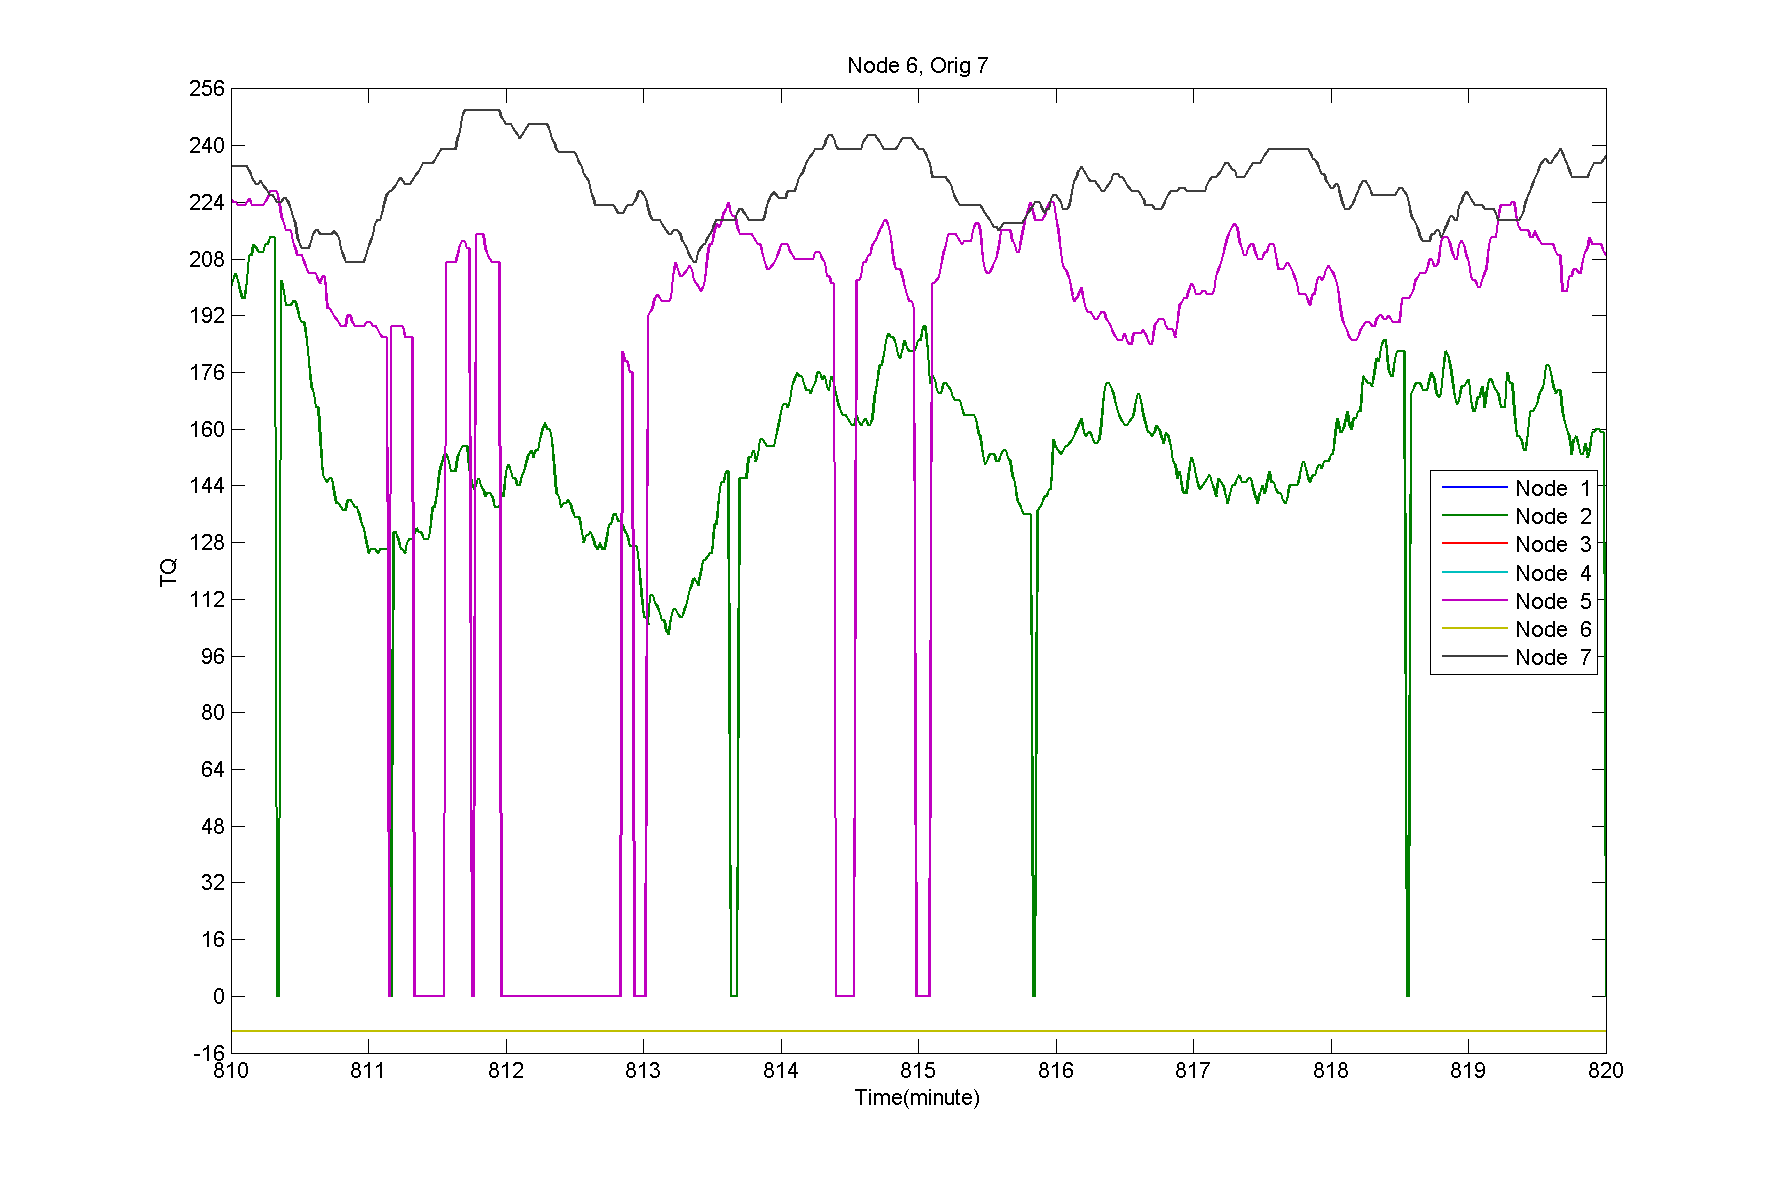 Node 6, Orig 7
256
240
224
208
192
176
160
144
128
112
96
80
64
48
32
16
0
-16
TQ
Node 1
Node 2
Node 3
Node 4
Node 5
Node 6
Node 7
810 811 812 813 814 815 816 817 818 819 820
Time(minute)